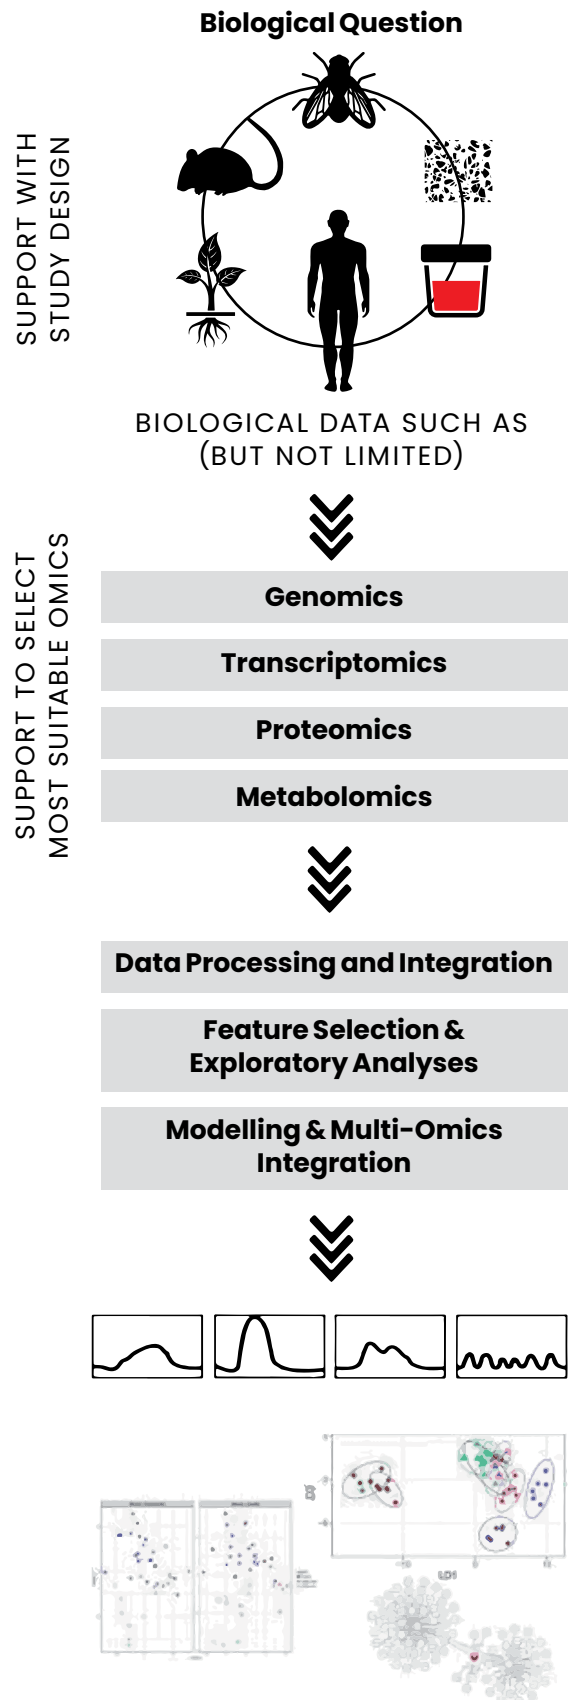 Biological Question
SUPPORT WITH
STUDY DESIGN
BIOLOGICAL DATA SUCH AS
(BUT NOT LIMITED)
SUPPORT TO SELECT
MOST SUITABLE OMICS
Genomics
Transcriptomics
Proteomics
Metabolomics
Data Processing and Integration
Feature Selection &
Exploratory Analyses
Modelling & Multi-Omics
Integration
LD1